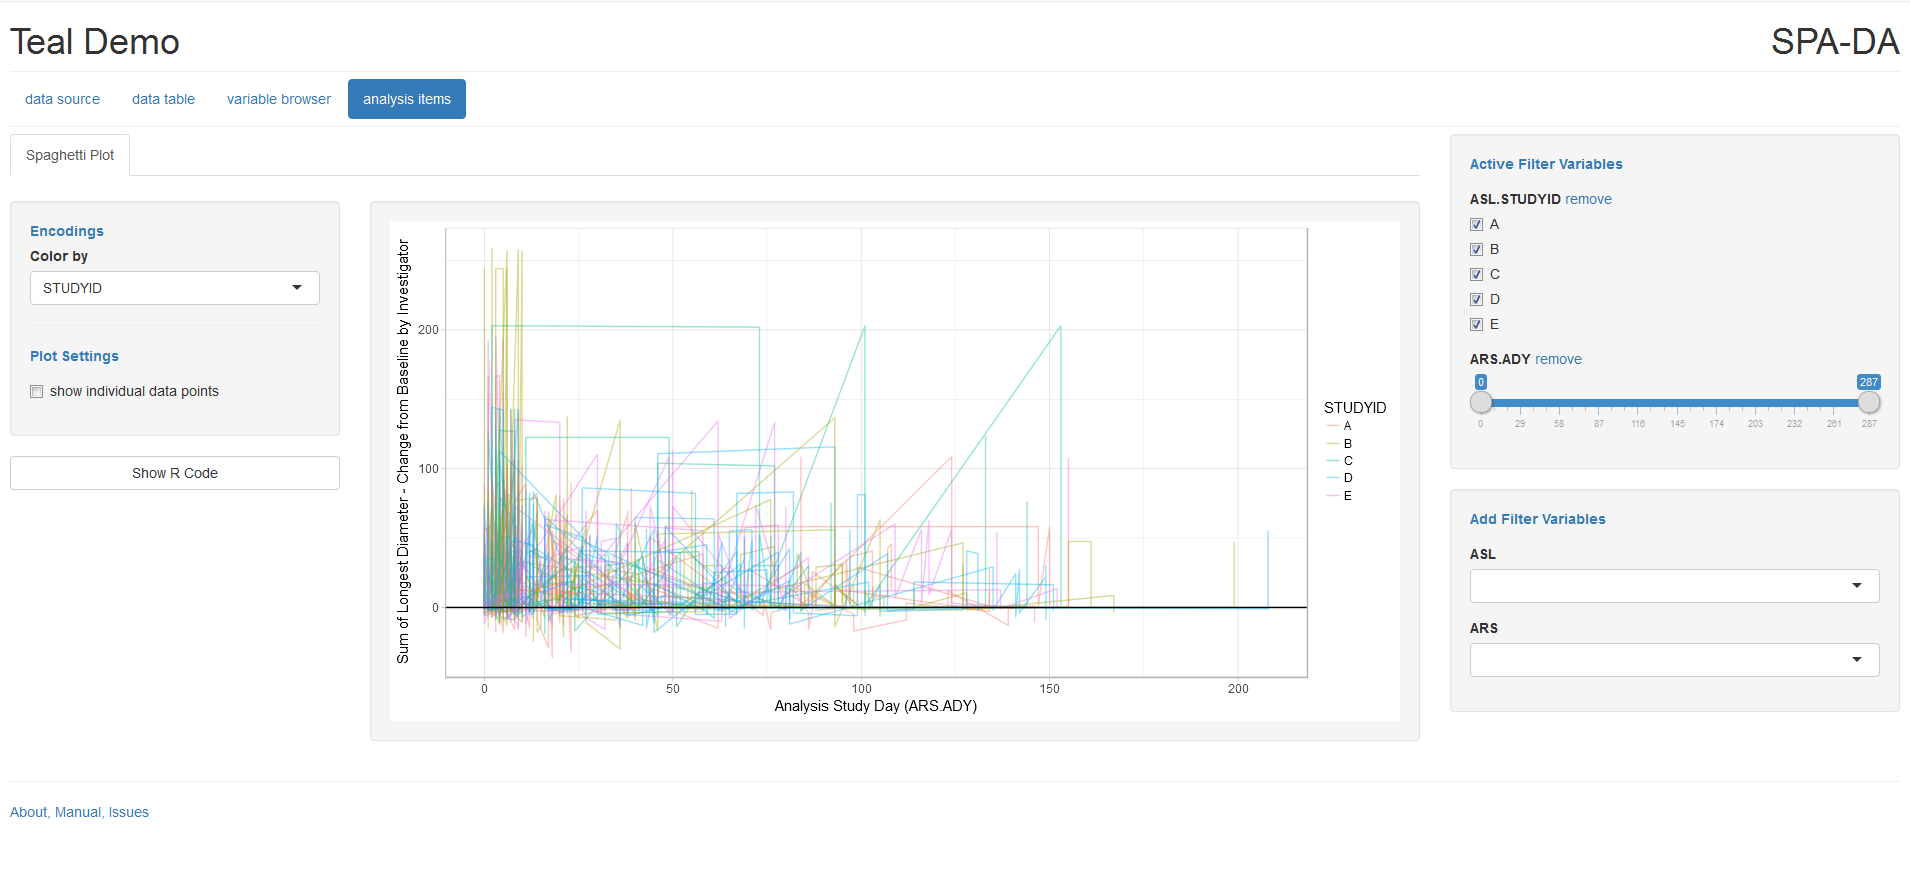 Teal Demo
SPA-DA
data source
data table
variable browser
analysis items
Spaghetti Plot
Encodings
Color by
STUDYID
Plot Settings
show individual data points
Show R Code
Sum of Longest Diameter - Change from Baseline by Investigator
200
100
0
0
50
100
150
200
Analysis Study Day (ARS.ADY)
STUDYID
A
B
C
D
E
Active Filter Variables
ASL.STUDYID remove
A
B
C
D
E
ARS.ADY remove
0
287
0 29 58 87 116 145 174 203 232 261 287
Add Filter Variables
ASL
ARS
About, Manual, Issues